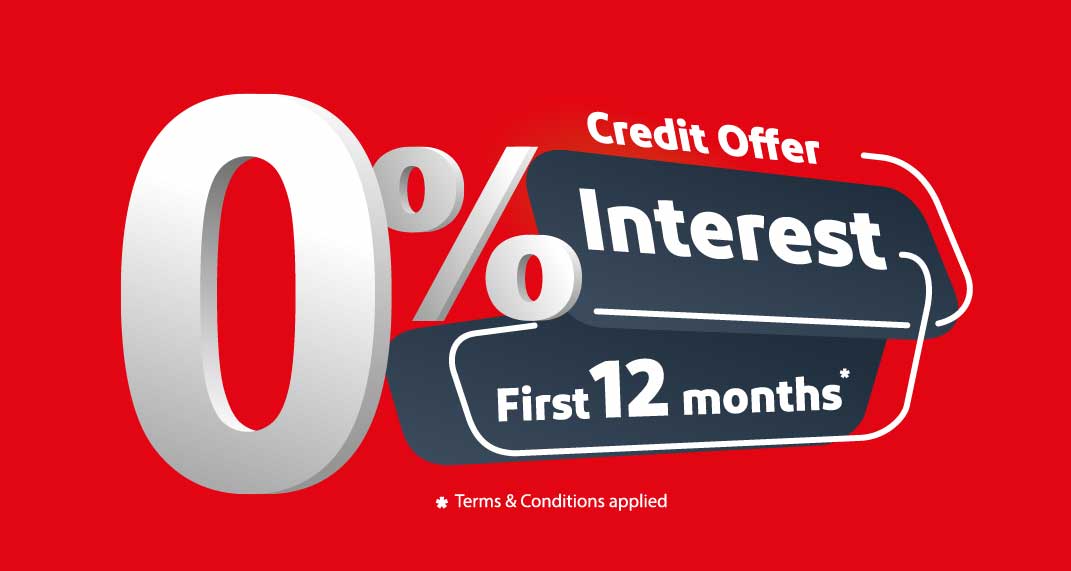 0%
Credit Offer
Interest
First 12 months*
* Terms & Conditions applied